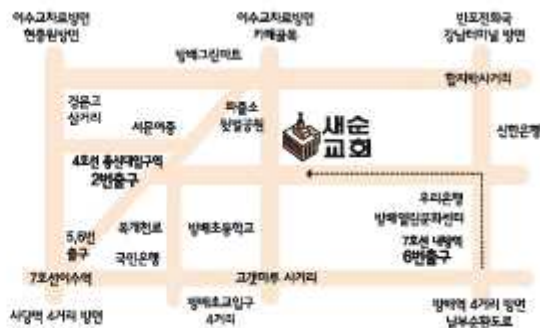 이수교차로방면
현충원방면
이수교차로방면
카페골목
반포전화국
강남터미널 방면
방배그린마트
함지박사거리
경문고
삼거리
서문여중
파출소
뒷벌공원
새순
교회
신한은행
4호선 총신대입구역
2번출구
우리은행
방배열린문화센터
7호선 내방역
6번출구
5,6번
출구
국민은행
방배초등학교
7호선이수역
고갯마루 사거리
사당역 4거리 방면
방배초교입구
4거리
방배역 4거리 방면
남부순환도로